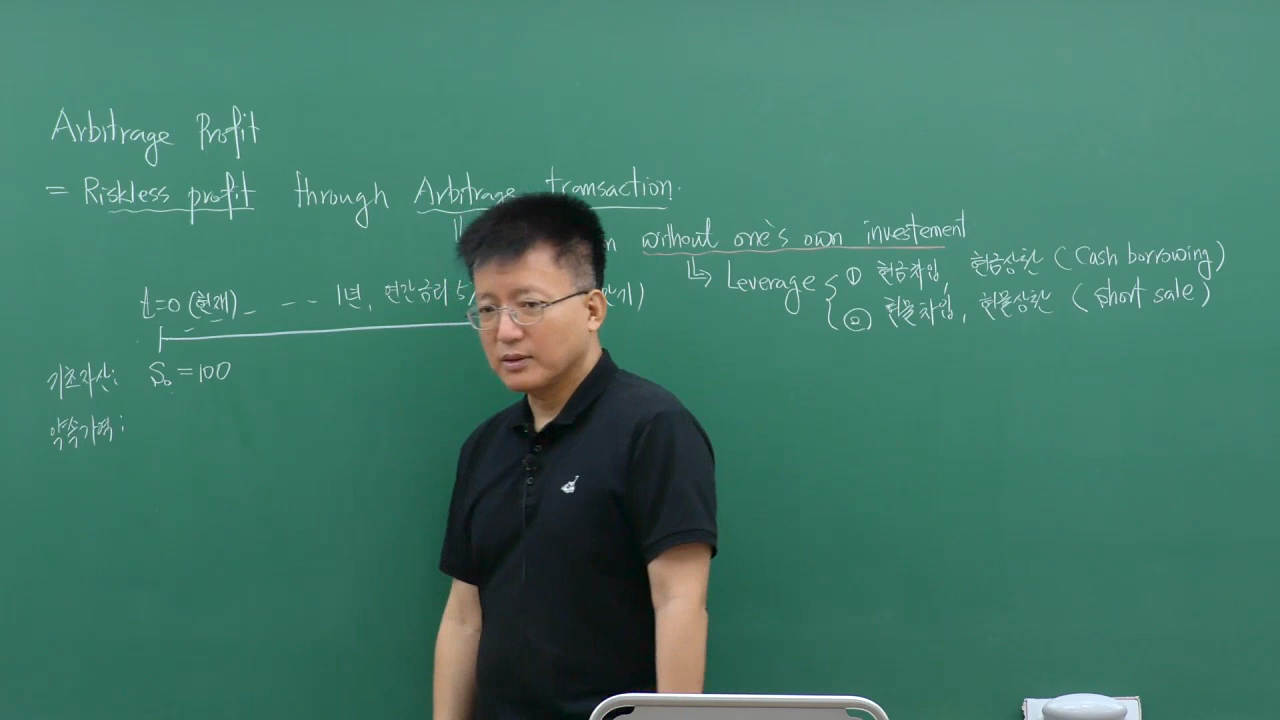 Arbitrage Profit
= Riskless profit through Arbitrage transaction.
without one's own investement
Leverage ① 현금차입, 현금상환 (Cash borrowing)
② 현물차입, 현물상환 (short sale)
t=0 (현재) - - 1년, 연간금리 5
기초자산: S₀ = 100
약속가격: